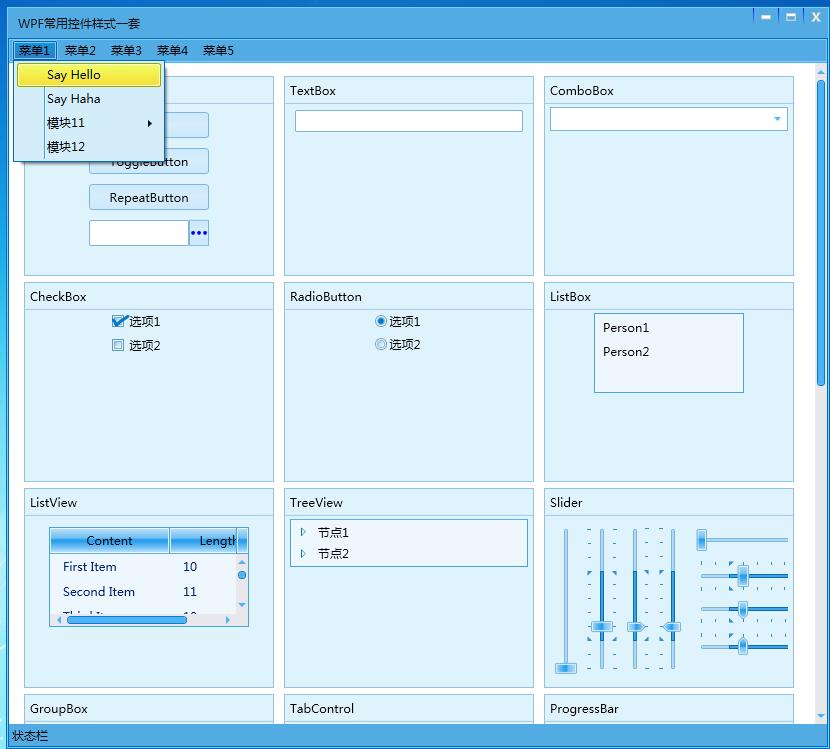 WPF常用控件样式一套
菜单1 菜单2 菜单3 菜单4 菜单5
Say Hello
Say Haha
模块11
模块12
ToggleButton
RepeatButton
TextBox
ComboBox
CheckBox
选项1
选项2
RadioButton
选项1
选项2
ListBox
Person1
Person2
ListView
Content Length
First Item 10
Second Item 11
TreeView
节点1
节点2
Slider
GroupBox
TabControl
ProgressBar
状态栏